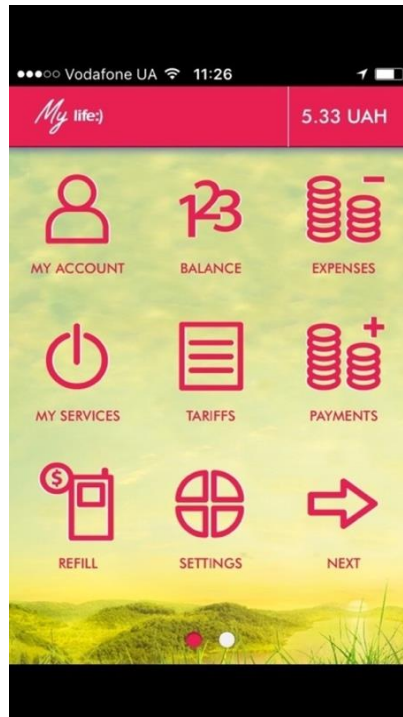 Vodafone UA 11:26
My life:) 5.33 UAH
123
MY ACCOUNT BALANCE EXPENSES
MY SERVICES TARIFFS PAYMENTS
$
REFILL SETTINGS NEXT